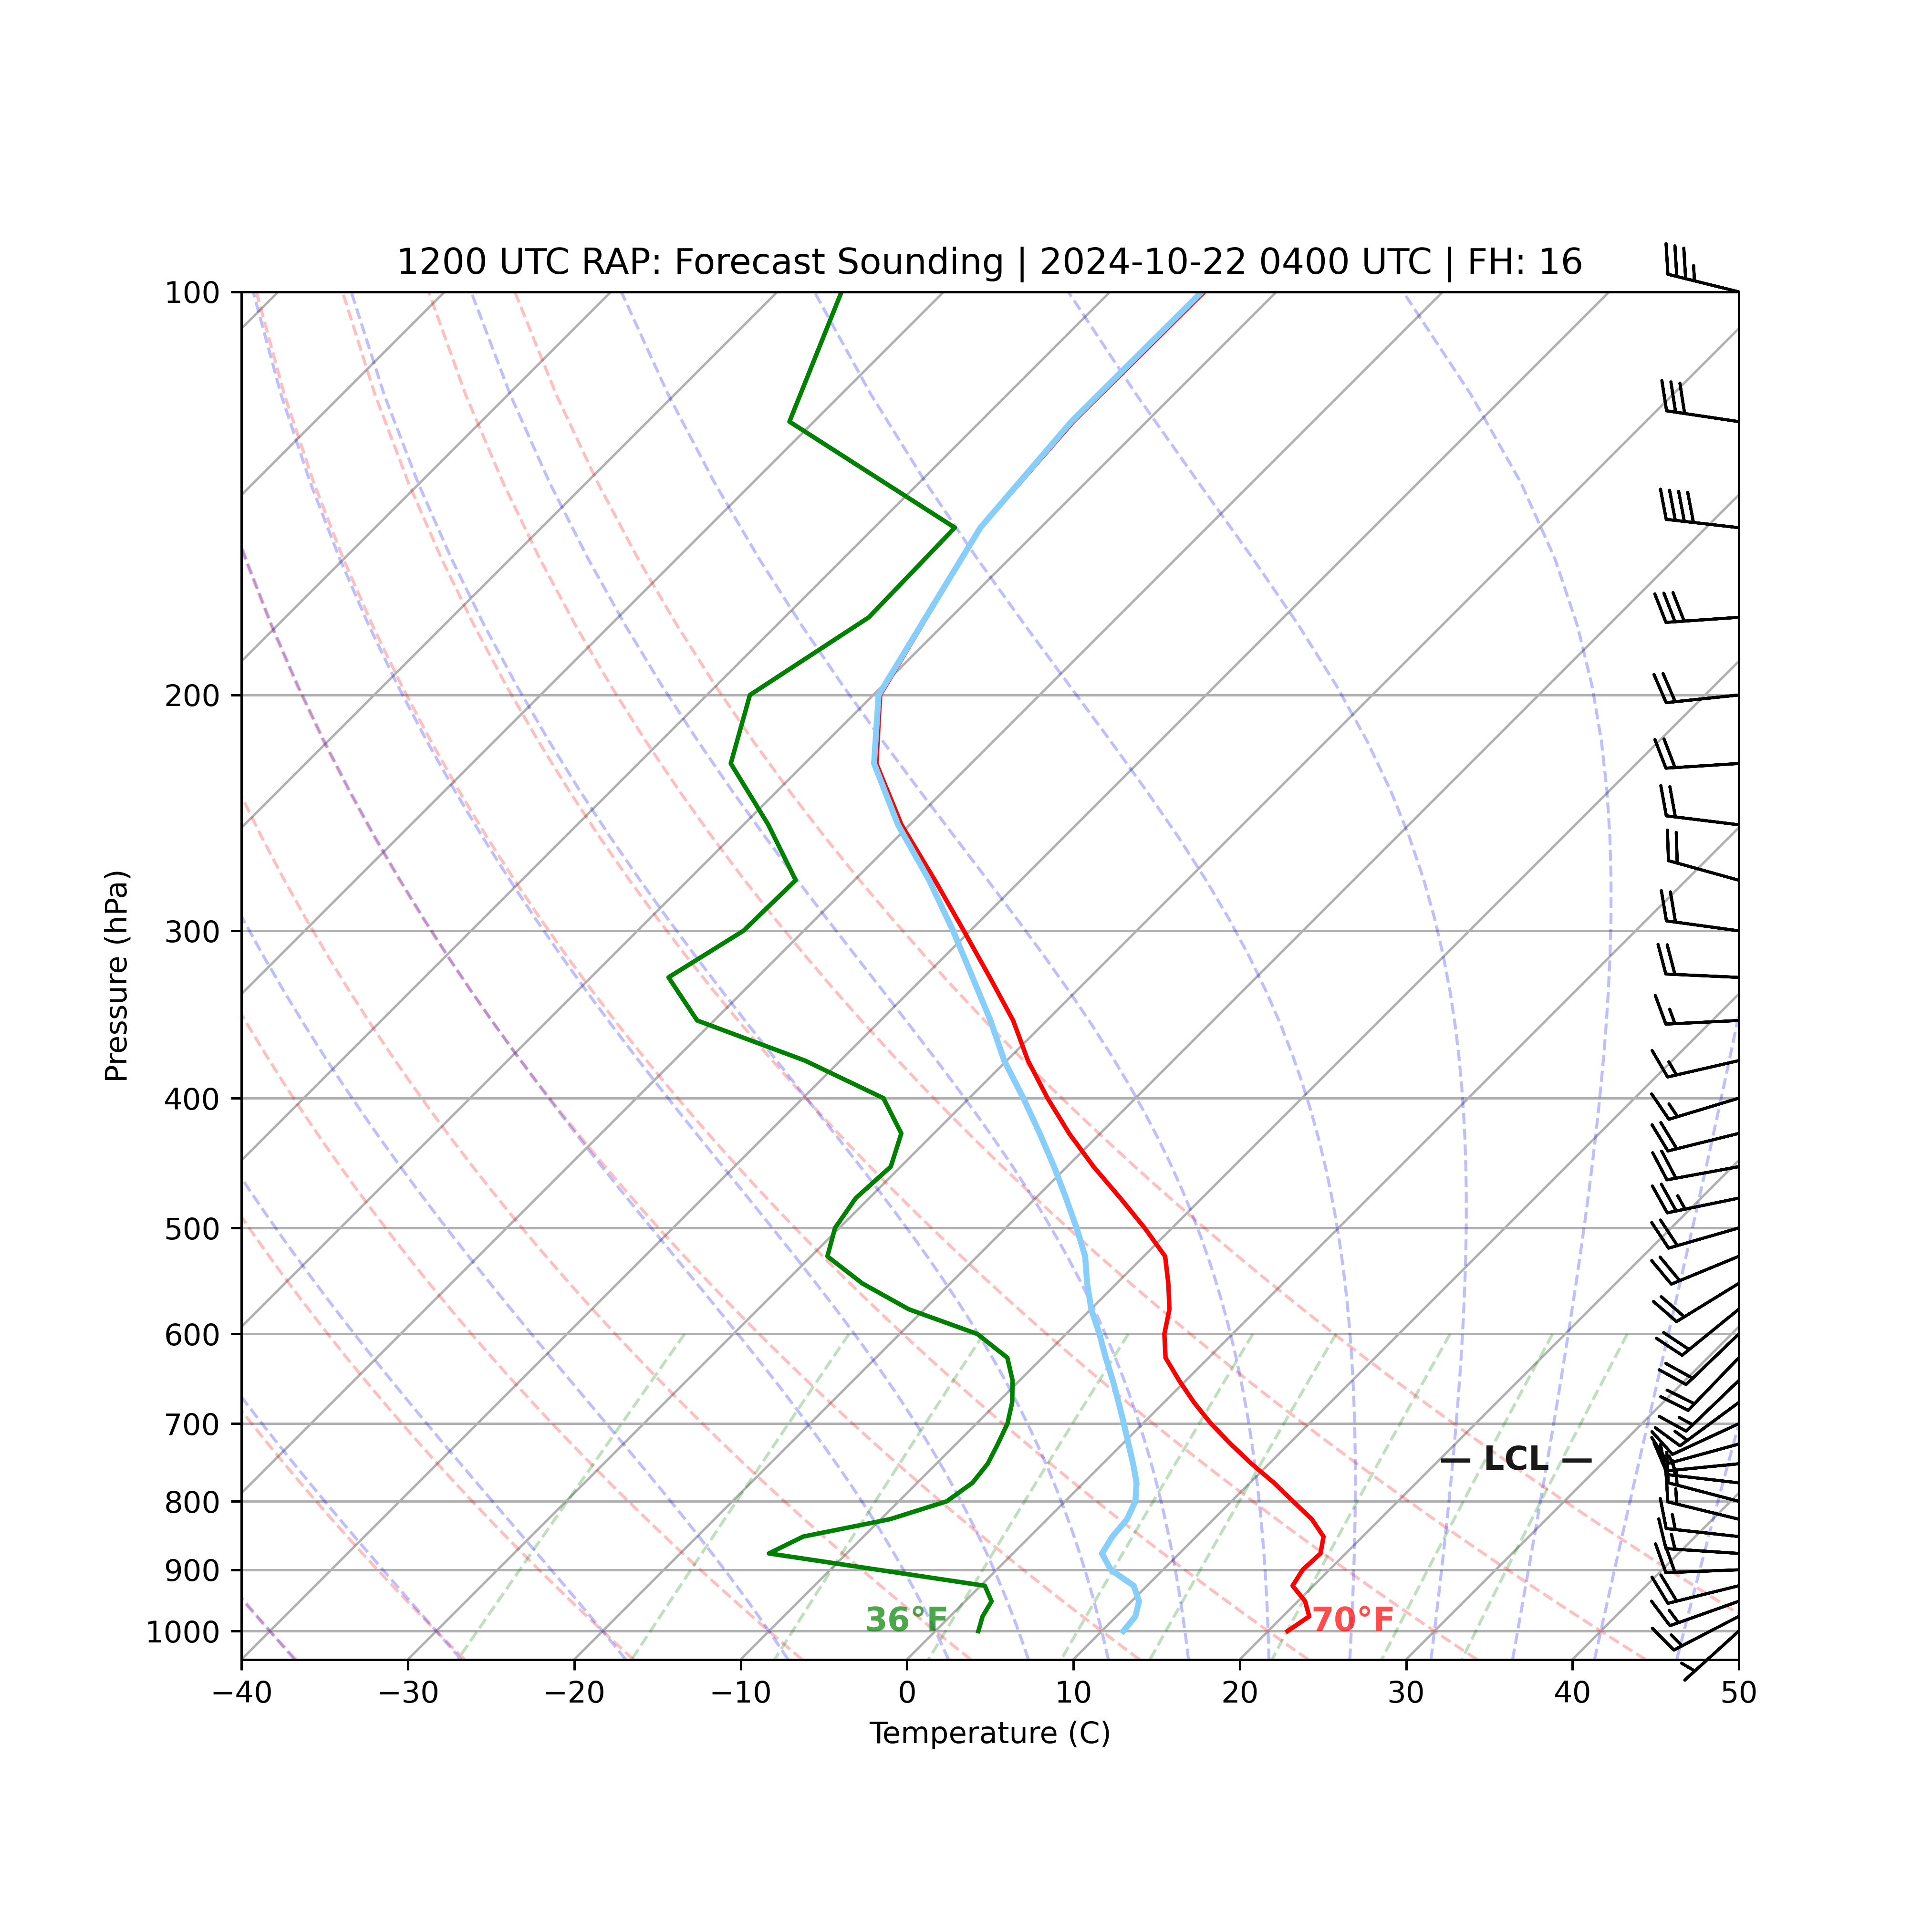 1200 UTC RAP: Forecast Sounding | 2024-10-22 0400 UTC | FH: 16
100
200
300
400
500
600
700
800
900
1000
Pressure (hPa)
— LCL —
36°F
70°F
−40 −30 −20 −10 0 10 20 30 40 50
Temperature (C)